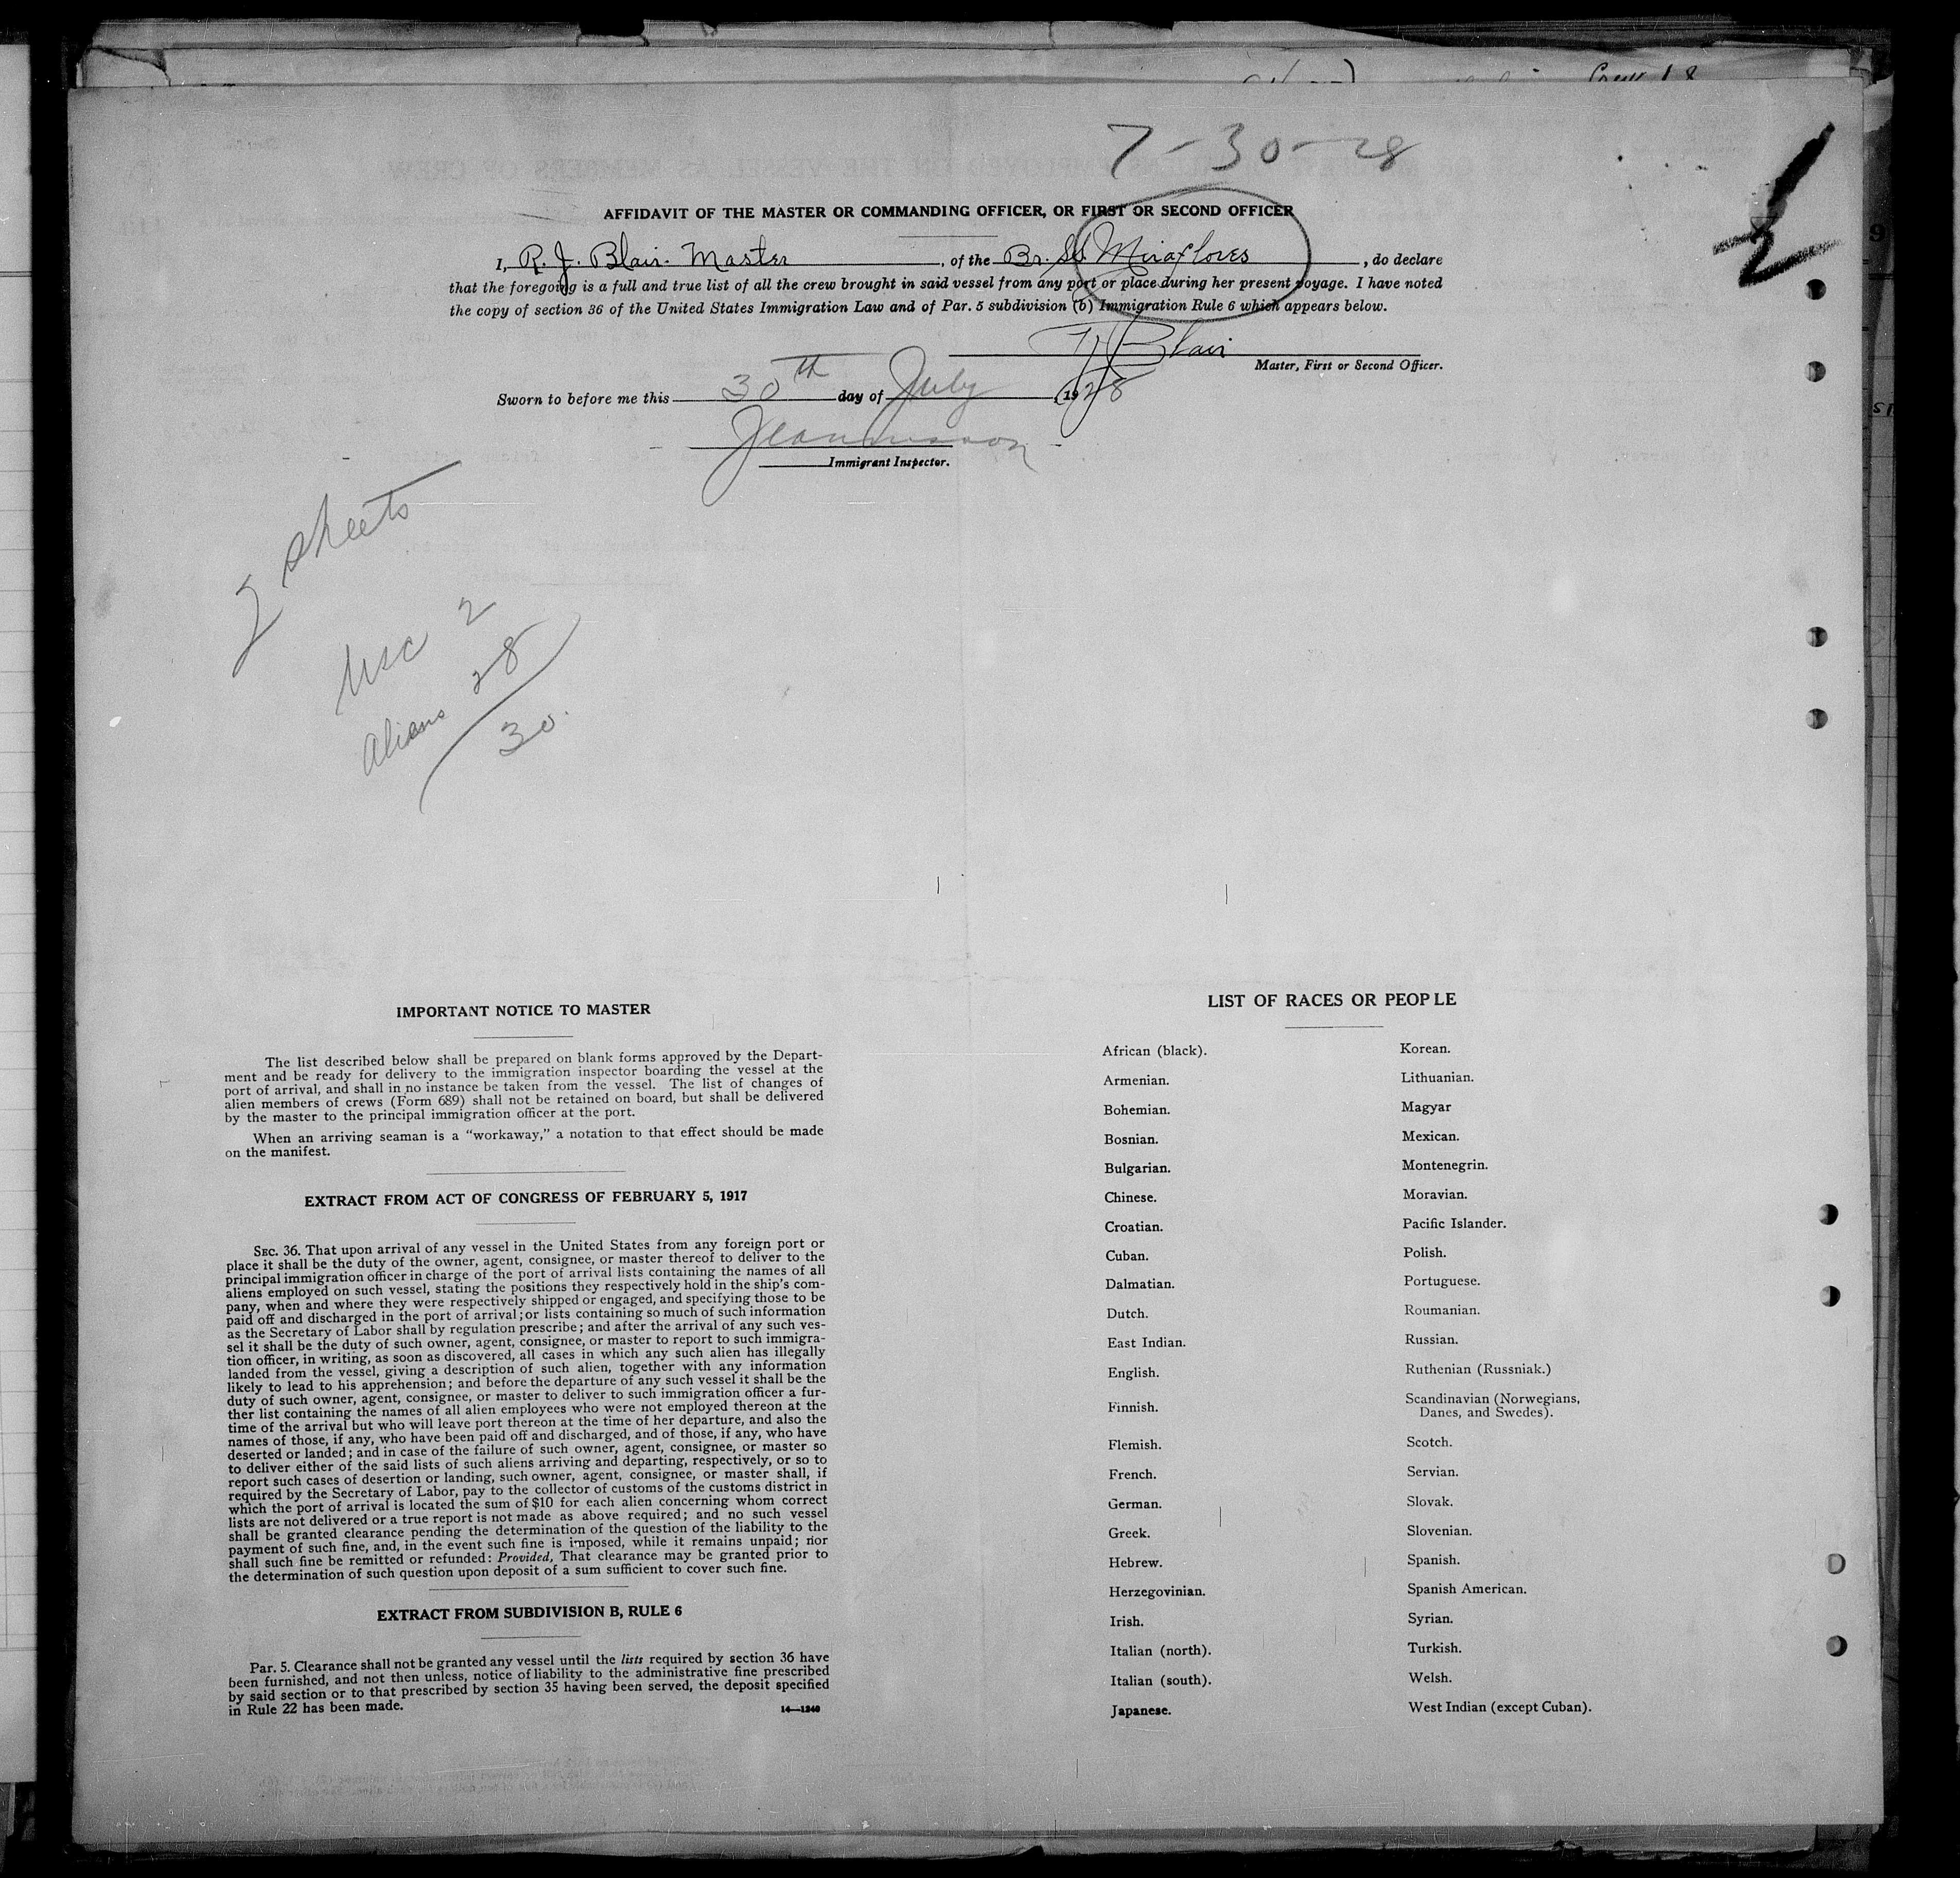 7-30-28
2
AFFIDAVIT OF THE MASTER OR COMMANDING OFFICER, OR FIRST OR SECOND OFFICER
I, R. J. Blair. Master, of the Br. SS. Miraflores, do declare
that the foregoing is a full and true list of all the crew brought in said vessel from any port or place during her present voyage. I have noted
the copy of section 36 of the United States Immigration Law and of Par. 5 subdivision (b) Immigration Rule 6 which appears below.
Blair
Master, First or Second Officer.
Sworn to before me this 30th day of July, 1928
Immigrant Inspector.
2 sheets
USC 2
Aliens 28
30
IMPORTANT NOTICE TO MASTER
The list described below shall be prepared on blank forms approved by the Depart-
ment and be ready for delivery to the immigration inspector boarding the vessel at the
port of arrival, and shall in no instance be taken from the vessel. The list of changes of
alien members of crews (Form 689) shall not be retained on board, but shall be delivered
by the master to the principal immigration officer at the port.
When an arriving seaman is a “workaway,” a notation to that effect should be made
on the manifest.
EXTRACT FROM ACT OF CONGRESS OF FEBRUARY 5, 1917
SEC. 36. That upon arrival of any vessel in the United States from any foreign port or
place it shall be the duty of the owner, agent, consignee, or master thereof to deliver to the
principal immigration officer in charge of the port of arrival lists containing the names of all
aliens employed on such vessel, stating the positions they respectively hold in the ship's com-
pany, when and where they were respectively shipped or engaged, and specifying those to be
paid off and discharged in the port of arrival; or lists containing so much of such information
as the Secretary of Labor shall by regulation prescribe; and after the arrival of any such ves-
sel it shall be the duty of such owner, agent, consignee, or master to report to such immigra-
tion officer, in writing, as soon as discovered, all cases in which any such alien has illegally
landed from the vessel, giving a description of such alien, together with any information
likely to lead to his apprehension; and before the departure of any such vessel it shall be the
duty of such owner, agent, consignee, or master to deliver to such immigration officer a fur-
ther list containing the names of all alien employees who were not employed thereon at the
time of the arrival but who will leave port thereon at the time of her departure, and also the
names of those, if any, who have been paid off and discharged, and of those, if any, who have
deserted or landed; and in case of the failure of such owner, agent, consignee, or master so
to deliver either of the said lists of such aliens arriving and departing, respectively, or so to
report such cases of desertion or landing, such owner, agent, consignee, or master shall, if
required by the Secretary of Labor, pay to the collector of customs of the customs district in
which the port of arrival is located the sum of $10 for each alien concerning whom correct
lists are not delivered or a true report is not made as above required; and no such vessel
shall be granted clearance pending the determination of the question of the liability to the
payment of such fine, and, in the event such fine is imposed, while it remains unpaid; nor
shall such fine be remitted or refunded: Provided, That clearance may be granted prior to
the determination of such question upon deposit of a sum sufficient to cover such fine.
EXTRACT FROM SUBDIVISION B, RULE 6
Par. 5. Clearance shall not be granted any vessel until the lists required by section 36 have
been furnished, and not then unless, notice of liability to the administrative fine prescribed
by said section or to that prescribed by section 35 having been served, the deposit specified
in Rule 22 has been made.
14—1240
LIST OF RACES OR PEOPLE
African (black).
Armenian.
Bohemian.
Bosnian.
Bulgarian.
Chinese.
Croatian.
Cuban.
Dalmatian.
Dutch.
East Indian.
English.
Finnish.
Flemish.
French.
German.
Greek.
Hebrew.
Herzegovinian.
Irish.
Italian (north).
Italian (south).
Japanese.
Korean.
Lithuanian.
Magyar
Mexican.
Montenegrin.
Moravian.
Pacific Islander.
Polish.
Portuguese.
Roumanian.
Russian.
Ruthenian (Russniak.)
Scandinavian (Norwegians,
Danes, and Swedes).
Scotch.
Servian.
Slovak.
Slovenian.
Spanish.
Spanish American.
Syrian.
Turkish.
Welsh.
West Indian (except Cuban).